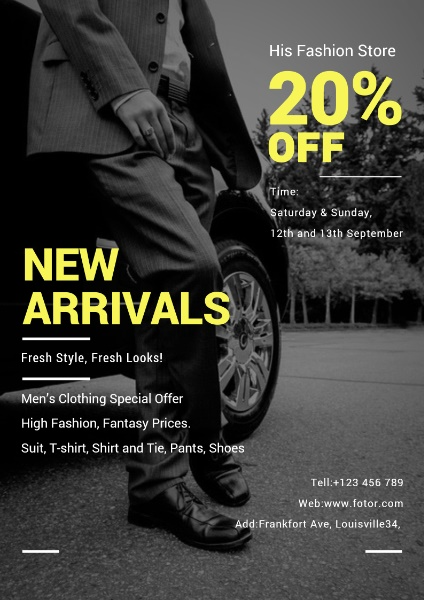 His Fashion Store
20%
OFF
Time:
Saturday & Sunday,
12th and 13th September
NEW
ARRIVALS
Fresh Style, Fresh Looks!
Men's Clothing Special Offer
High Fashion, Fantasy Prices.
Suit, T-shirt, Shirt and Tie, Pants, Shoes
Tell:+123 456 789
Web:www.fotor.com
Add:Frankfort Ave, Louisville34,